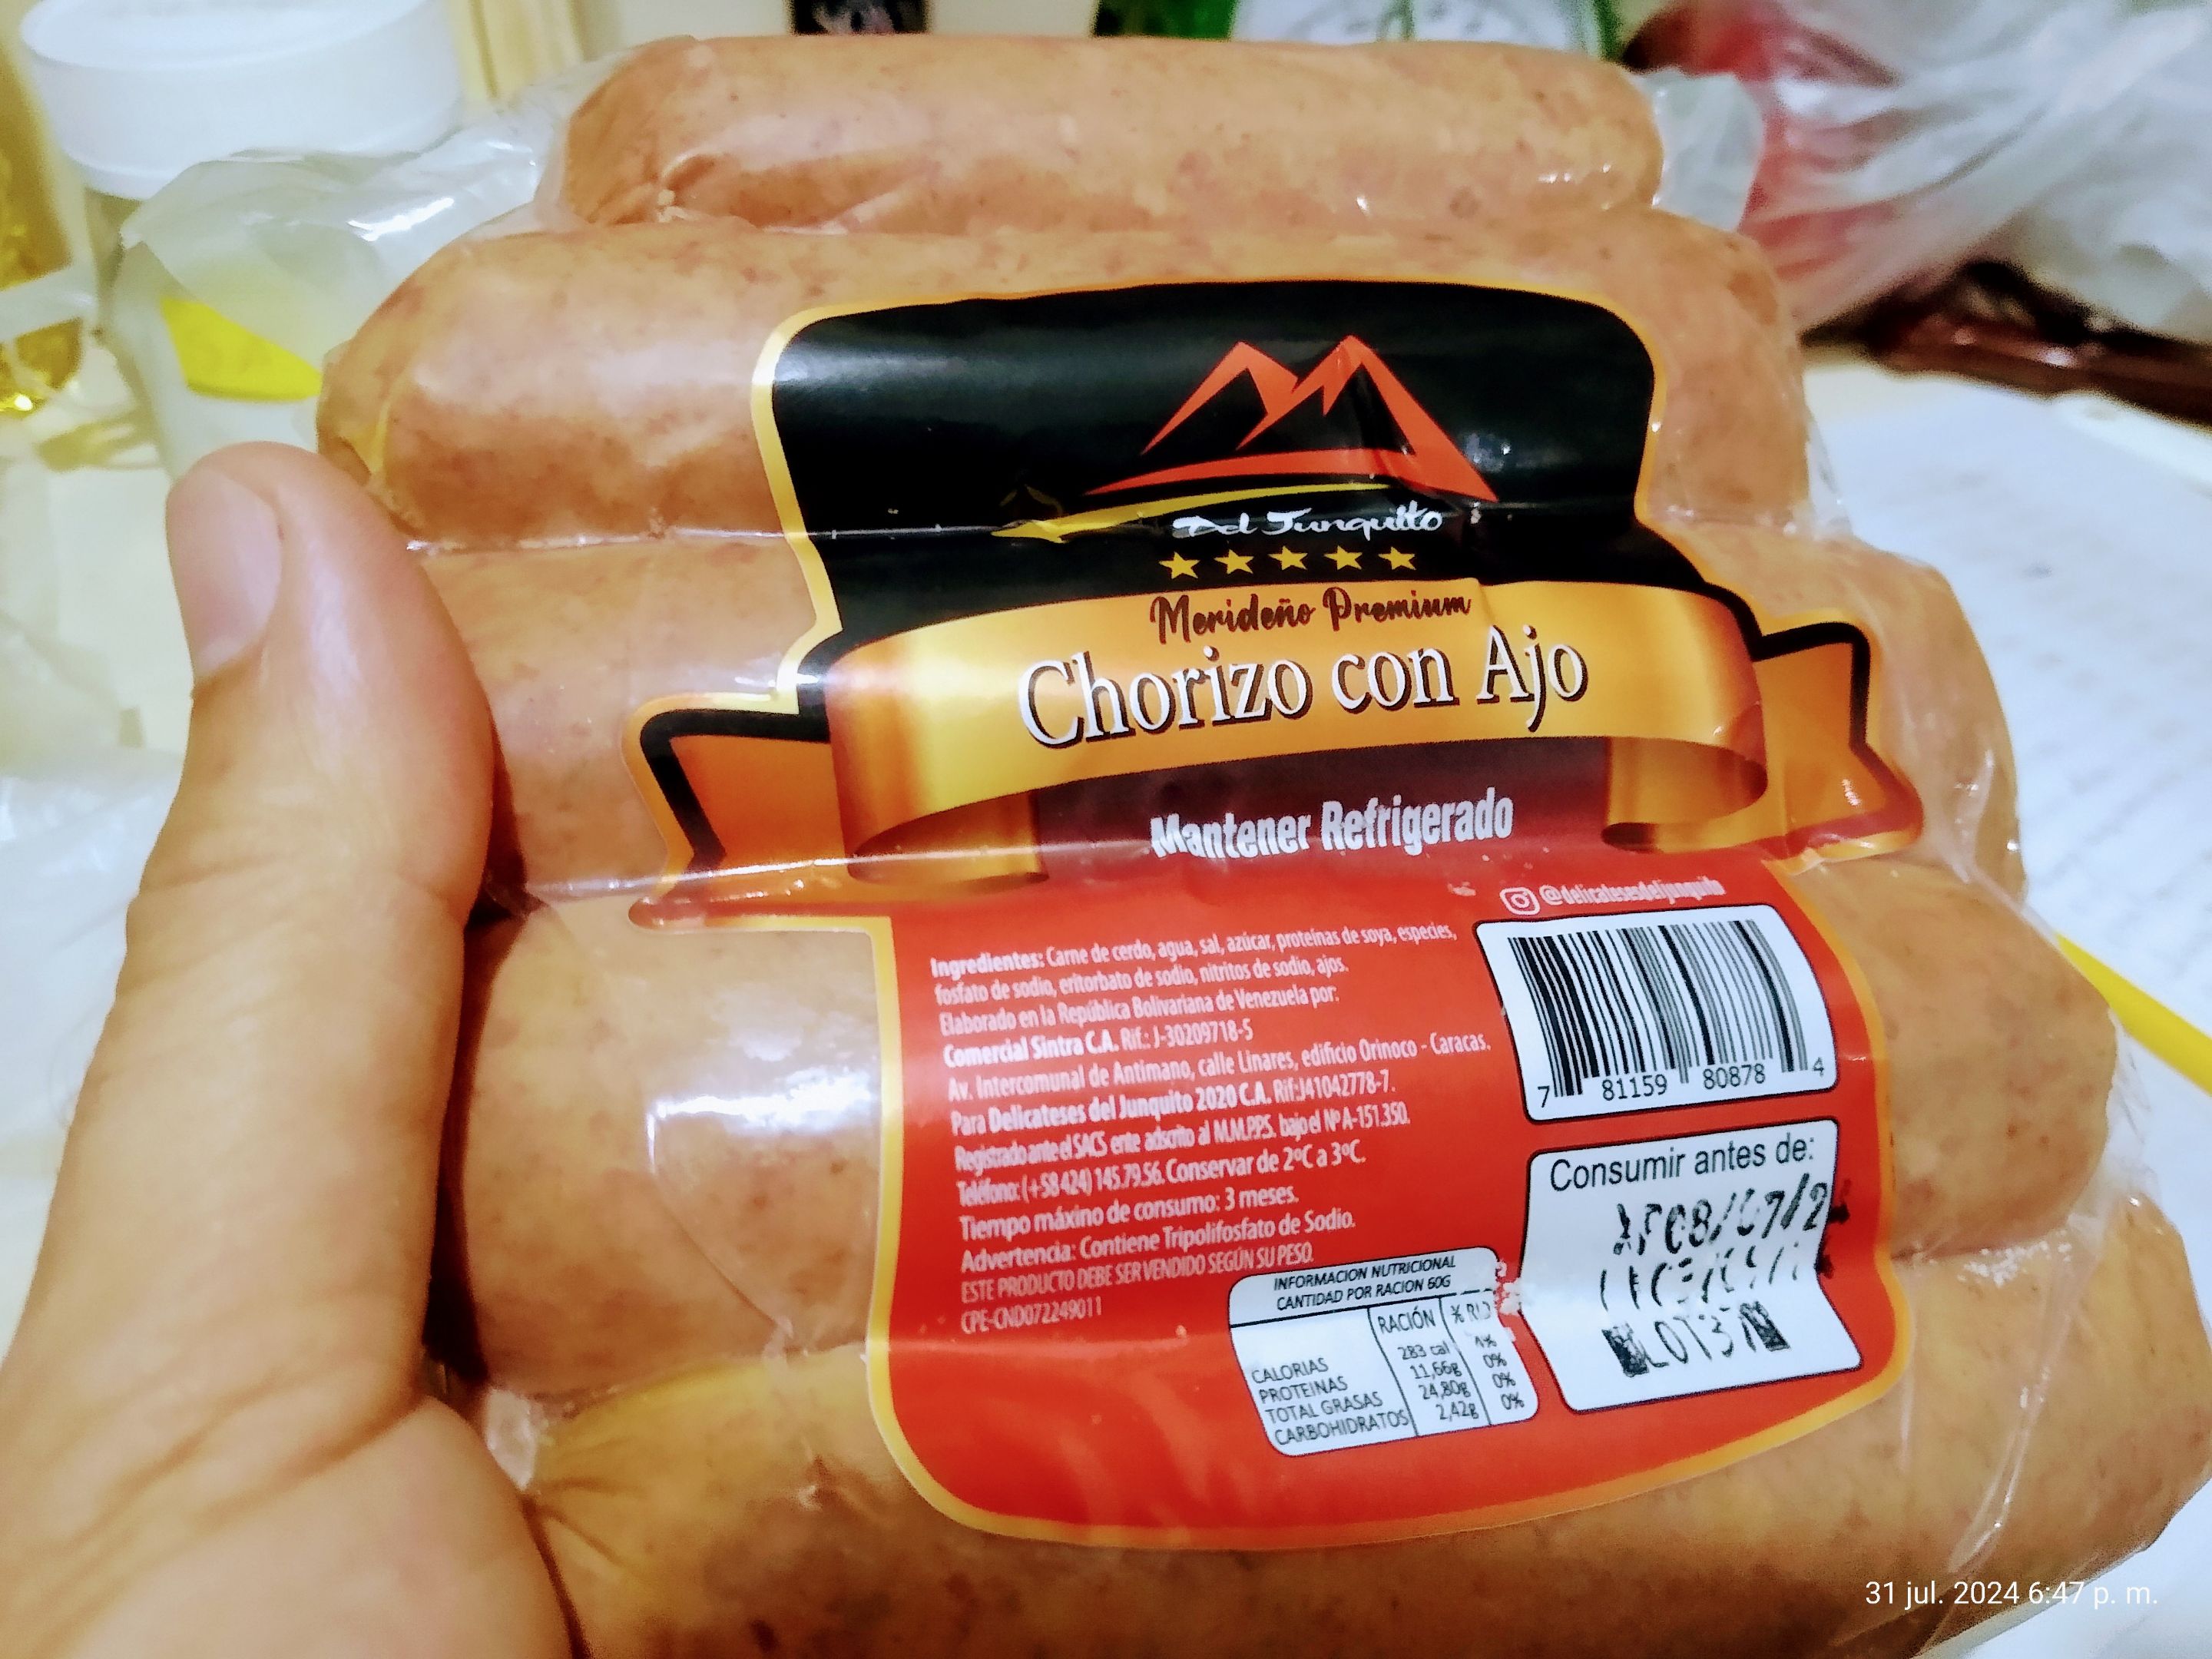 Del Junquito
Merideño Premium
Chorizo con Ajo
Mantener Refrigerado
@delicatesesdeljunquito
Ingredientes: Carne de cerdo, agua, sal, azúcar, proteínas de soya, especies,
fosfato de sodio, eritorbato de sodio, nitritos de sodio, ajos.
Elaborado en la República Bolivariana de Venezuela por:
Comercial Sintra C.A. Rif.: J-30209718-5
Av. Intercomunal de Antimano, calle Linares, edificio Orinoco - Caracas.
Para Delicateses del Junquito 2020 C.A. Rif:J41042778-7.
Registrado ante el SACS ente adscrito al M.M.P.P.S. bajo el Nº A-151.350.
Teléfono: (+58 424) 145.79.56. Conservar de 2ºC a 3ºC.
Tiempo máximo de consumo: 3 meses.
Advertencia: Contiene Tripolifosfato de Sodio.
ESTE PRODUCTO DEBE SER VENDIDO SEGÚN SU PESO.
CPE-CND072249011
7 81159 80878 4
Consumir antes de:
INFORMACION NUTRICIONAL
CANTIDAD POR RACION 60G
RACIÓN
CALORIAS 283 cal
PROTEINAS 11,66g 0%
TOTAL GRASAS 24,80g 0%
CARBOHIDRATOS 2,42g 0%
31 jul. 2024 6:47 p. m.